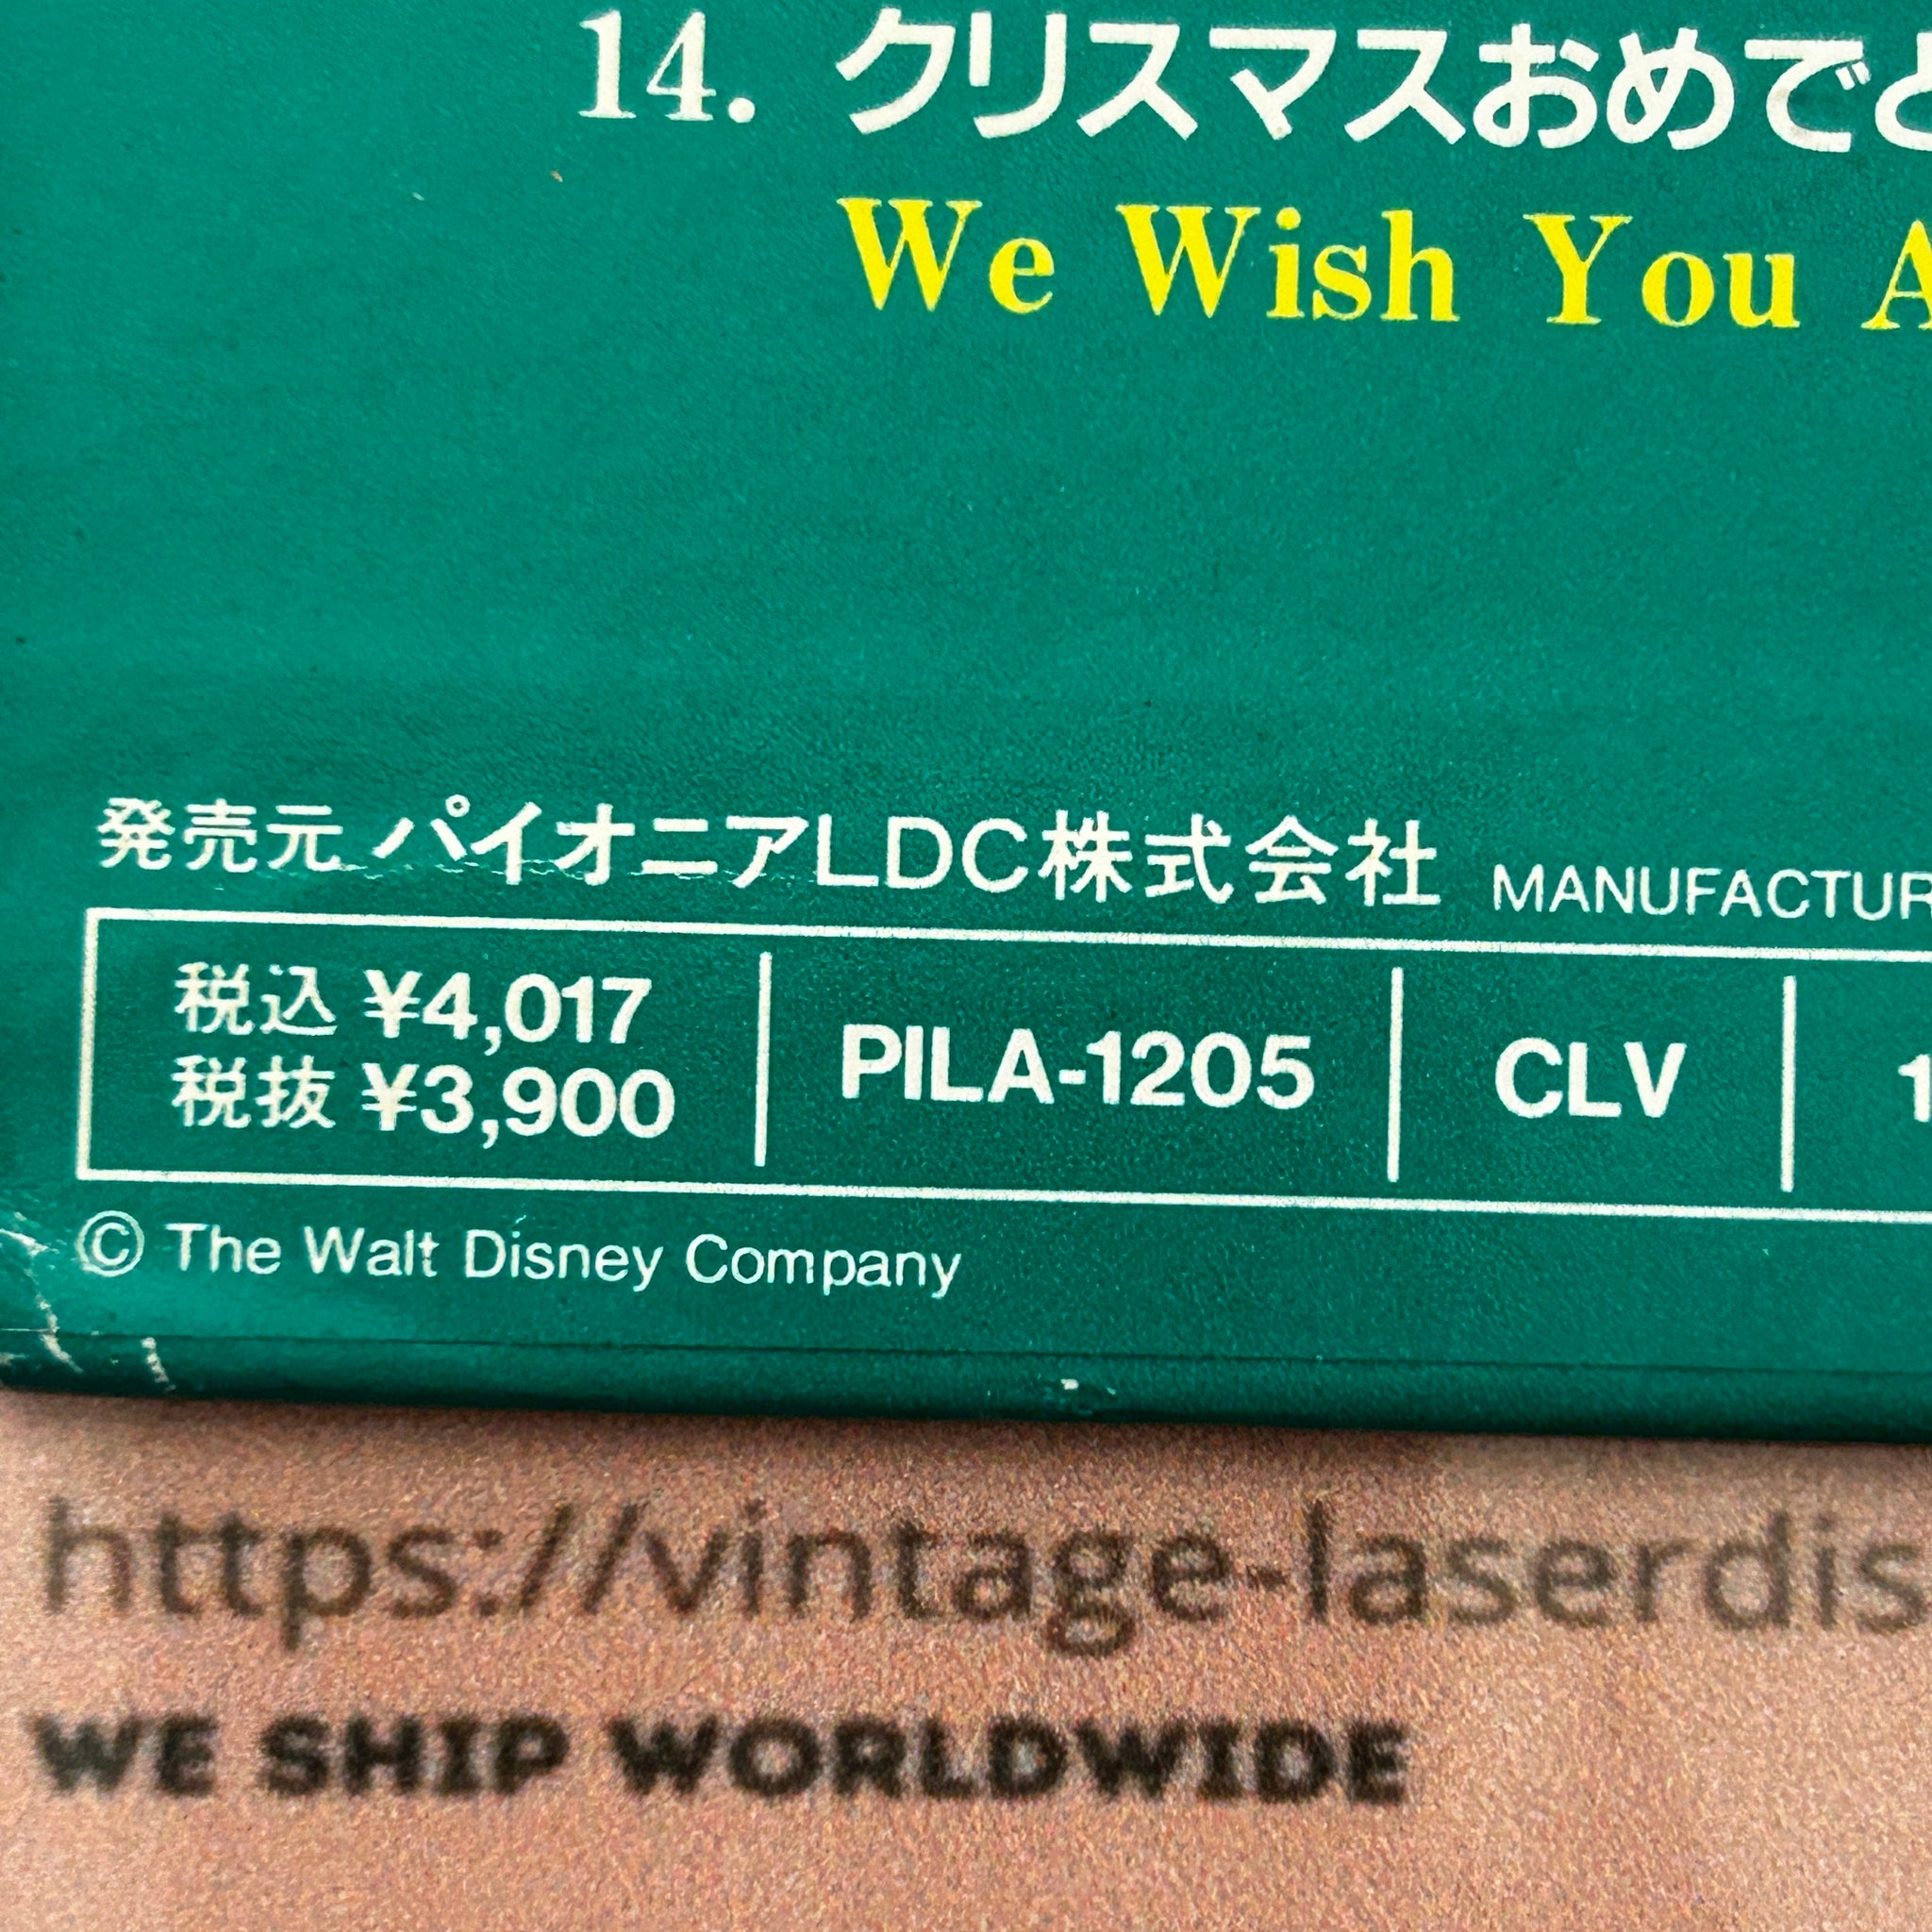 14. クリスマスおめでと
We Wish You A
発売元 パイオニアLDC株式会社 MANUFACTUR
税込 ¥4,017
税抜 ¥3,900
PILA-1205
CLV
1
© The Walt Disney Company
https://vintage-laserdis
WE SHIP WORLDWIDE